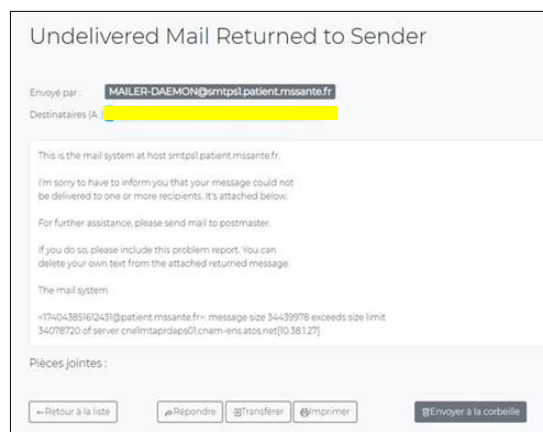 Undelivered Mail Returned to Sender
Envoyé par : MAILER-DAEMON@smtps1.patient.mssante.fr
Destinataires (A
This is the mail system at host smtps1.patient.mssante.fr.
I'm sorry to have to inform you that your message could not
be delivered to one or more recipients. It's attached below.
For further assistance, please send mail to postmaster.
If you do so, please include this problem report. You can
delete your own text from the attached returned message.
The mail system
<174043851612431@patient.mssante.fr>: message size 34439978 exceeds size limit
34078720 of server cnelmtaprdaps01.cnam-ens.atos.net[10.38.1.27]
Pièces jointes :
Retour à la liste Répondre Transférer Imprimer Envoyer à la corbeille